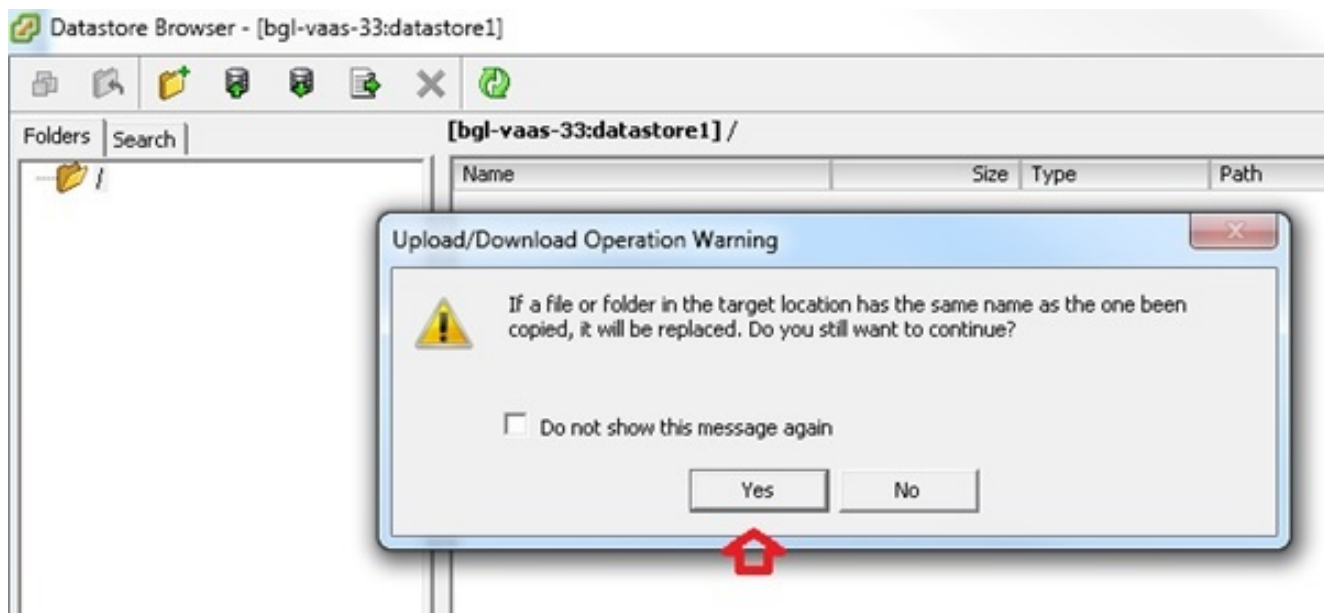 Datastore Browser - [bgl-vaas-33:datastore1]
Folders Search
[bgl-vaas-33:datastore1] /
/
Name Size Type Path
Upload/Download Operation Warning
If a file or folder in the target location has the same name as the one been
copied, it will be replaced. Do you still want to continue?
Do not show this message again
Yes No